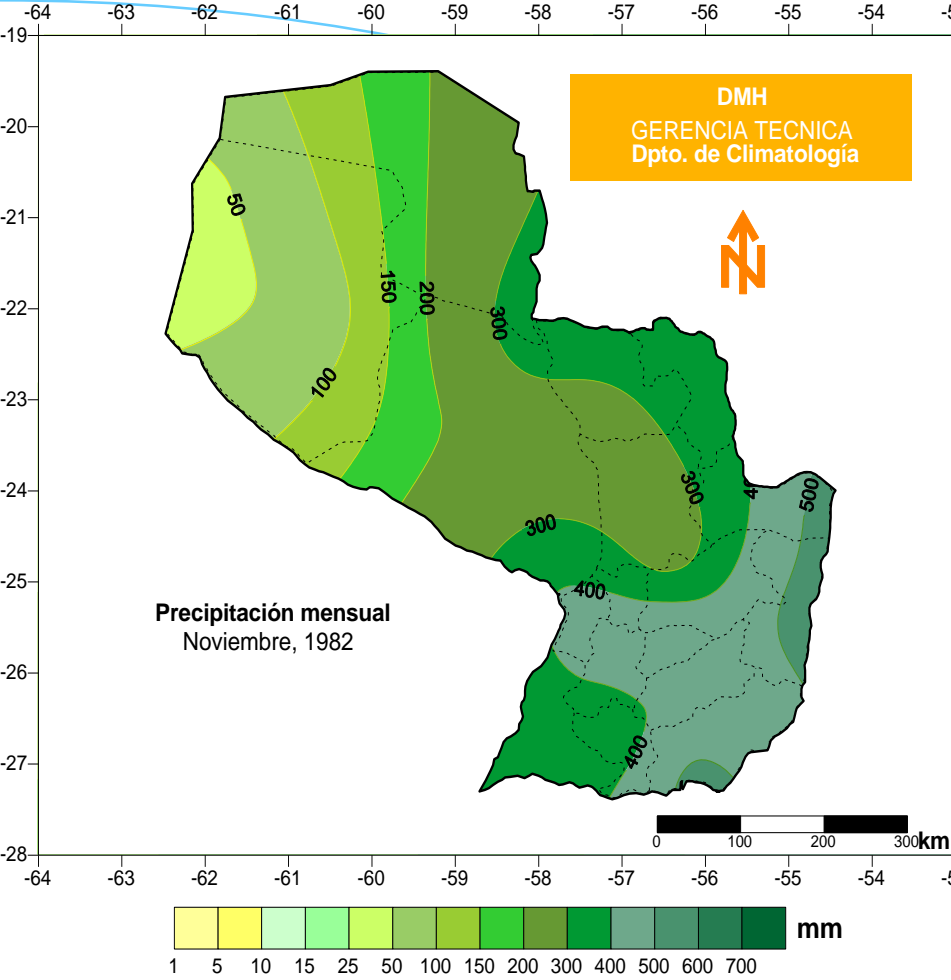 -64 -63 -62 -61 -60 -59 -58 -57 -56 -55 -54
-19
-20
-21
-22
-23
-24
-25
-26
-27
-28
DMH
GERENCIA TECNICA
Dpto. de Climatología
N
50
100
150
200
300
300
300
400
500
400
Precipitación mensual
Noviembre, 1982
0 100 200 300 km
-64 -63 -62 -61 -60 -59 -58 -57 -56 -55 -54
mm
1 5 10 15 25 50 100 150 200 300 400 500 600 700